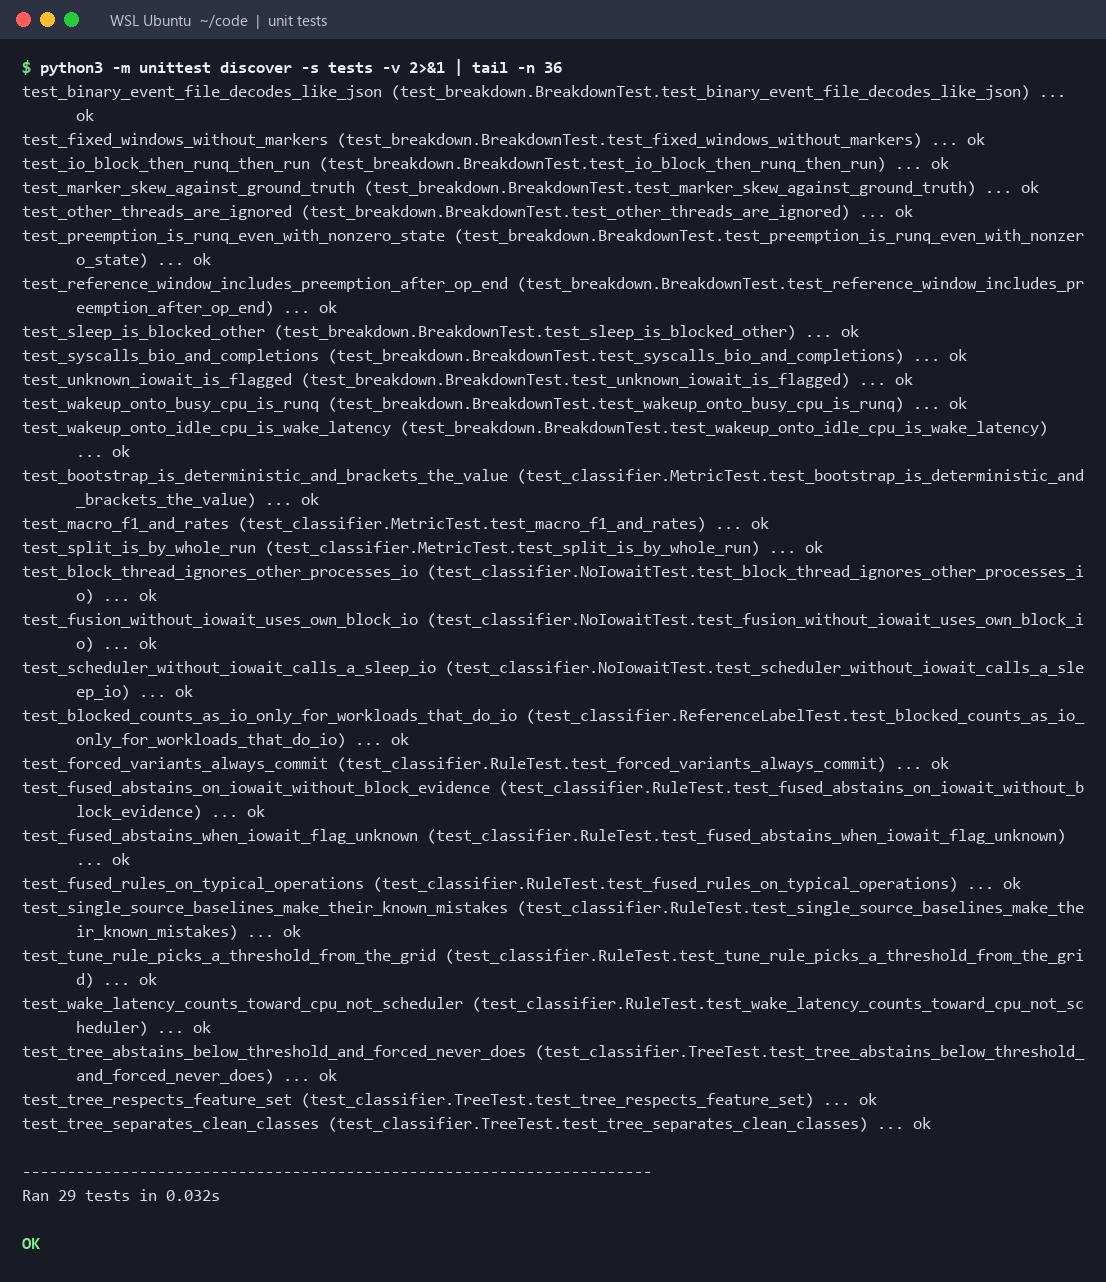 WSL Ubuntu ~/code | unit tests
$ python3 -m unittest discover -s tests -v 2>&1 | tail -n 36
test_binary_event_file_decodes_like_json (test_breakdown.BreakdownTest.test_binary_event_file_decodes_like_json) ...
ok
test_fixed_windows_without_markers (test_breakdown.BreakdownTest.test_fixed_windows_without_markers) ... ok
test_io_block_then_runq_then_run (test_breakdown.BreakdownTest.test_io_block_then_runq_then_run) ... ok
test_marker_skew_against_ground_truth (test_breakdown.BreakdownTest.test_marker_skew_against_ground_truth) ... ok
test_other_threads_are_ignored (test_breakdown.BreakdownTest.test_other_threads_are_ignored) ... ok
test_preemption_is_runq_even_with_nonzero_state (test_breakdown.BreakdownTest.test_preemption_is_runq_even_with_nonzer
o_state) ... ok
test_reference_window_includes_preemption_after_op_end (test_breakdown.BreakdownTest.test_reference_window_includes_pr
eemption_after_op_end) ... ok
test_sleep_is_blocked_other (test_breakdown.BreakdownTest.test_sleep_is_blocked_other) ... ok
test_syscalls_bio_and_completions (test_breakdown.BreakdownTest.test_syscalls_bio_and_completions) ... ok
test_unknown_iowait_is_flagged (test_breakdown.BreakdownTest.test_unknown_iowait_is_flagged) ... ok
test_wakeup_onto_busy_cpu_is_runq (test_breakdown.BreakdownTest.test_wakeup_onto_busy_cpu_is_runq) ... ok
test_wakeup_onto_idle_cpu_is_wake_latency (test_breakdown.BreakdownTest.test_wakeup_onto_idle_cpu_is_wake_latency)
... ok
test_bootstrap_is_deterministic_and_brackets_the_value (test_classifier.MetricTest.test_bootstrap_is_deterministic_and
_brackets_the_value) ... ok
test_macro_f1_and_rates (test_classifier.MetricTest.test_macro_f1_and_rates) ... ok
test_split_is_by_whole_run (test_classifier.MetricTest.test_split_is_by_whole_run) ... ok
test_block_thread_ignores_other_processes_io (test_classifier.NoIowaitTest.test_block_thread_ignores_other_processes_i
o) ... ok
test_fusion_without_iowait_uses_own_block_io (test_classifier.NoIowaitTest.test_fusion_without_iowait_uses_own_block_i
o) ... ok
test_scheduler_without_iowait_calls_a_sleep_io (test_classifier.NoIowaitTest.test_scheduler_without_iowait_calls_a_sle
ep_io) ... ok
test_blocked_counts_as_io_only_for_workloads_that_do_io (test_classifier.ReferenceLabelTest.test_blocked_counts_as_io_
only_for_workloads_that_do_io) ... ok
test_forced_variants_always_commit (test_classifier.RuleTest.test_forced_variants_always_commit) ... ok
test_fused_abstains_on_iowait_without_block_evidence (test_classifier.RuleTest.test_fused_abstains_on_iowait_without_b
lock_evidence) ... ok
test_fused_abstains_when_iowait_flag_unknown (test_classifier.RuleTest.test_fused_abstains_when_iowait_flag_unknown)
... ok
test_fused_rules_on_typical_operations (test_classifier.RuleTest.test_fused_rules_on_typical_operations) ... ok
test_single_source_baselines_make_their_known_mistakes (test_classifier.RuleTest.test_single_source_baselines_make_the
ir_known_mistakes) ... ok
test_tune_rule_picks_a_threshold_from_the_grid (test_classifier.RuleTest.test_tune_rule_picks_a_threshold_from_the_gri
d) ... ok
test_wake_latency_counts_toward_cpu_not_scheduler (test_classifier.RuleTest.test_wake_latency_counts_toward_cpu_not_sc
heduler) ... ok
test_tree_abstains_below_threshold_and_forced_never_does (test_classifier.TreeTest.test_tree_abstains_below_threshold_
and_forced_never_does) ... ok
test_tree_respects_feature_set (test_classifier.TreeTest.test_tree_respects_feature_set) ... ok
test_tree_separates_clean_classes (test_classifier.TreeTest.test_tree_separates_clean_classes) ... ok
----------------------------------------------------------------------
Ran 29 tests in 0.032s
OK